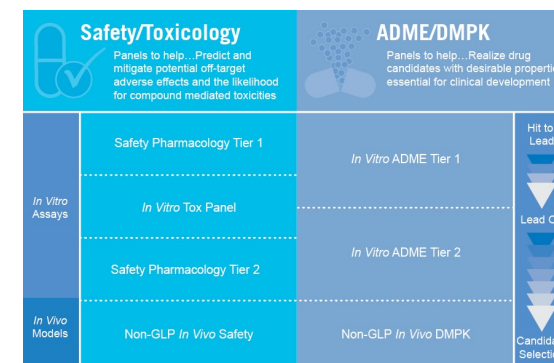 Safety/Toxicology
Panels to help...Predict and
mitigate potential off-target
adverse effects and the likelihood
for compound mediated toxicities
ADME/DMPK
Panels to help...Realize drug
candidates with desirable
essential for clinical development
In Vitro
Assays
Safety Pharmacology Tier 1
In Vitro Tox Panel
Safety Pharmacology Tier 2
In Vitro ADME Tier 1
In Vitro ADME Tier 2
In Vivo
Models
Non-GLP In Vivo Safety
Non-GLP In Vivo DMPK
Hit to
Lead
Lead